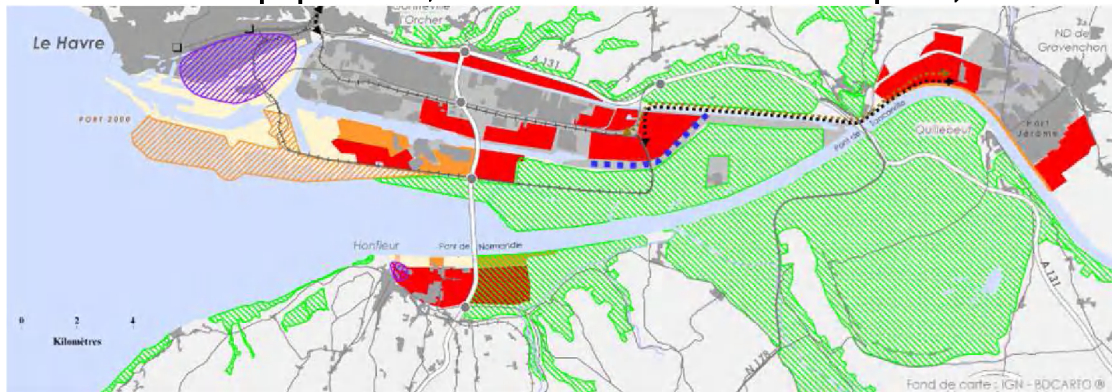 Le Havre
l'Orcher
A 131
ND de
Gravenchon
PORT 2000
Port
Jérome
Quillebeuf
Pont de Tancarville
Honfleur
Pont de Normandie
A 131
0 2 4
Kilomètres
N 178
Fond de carte : IGN - BDCARTO ®